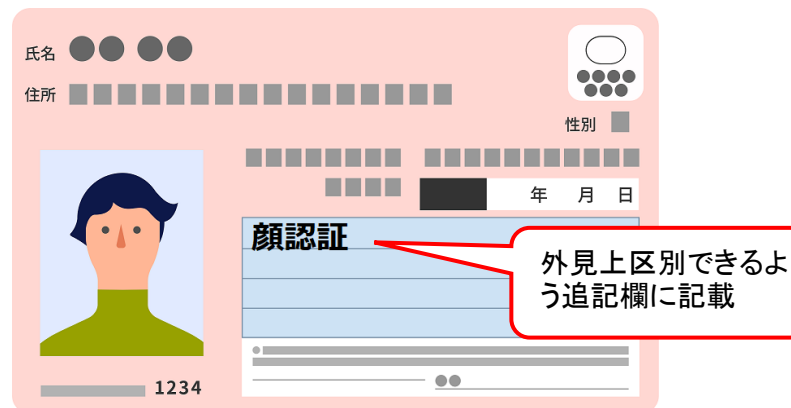 氏名
住所
性別
年 月 日
顔認証
外見上区別できるよ
う追記欄に記載
1234